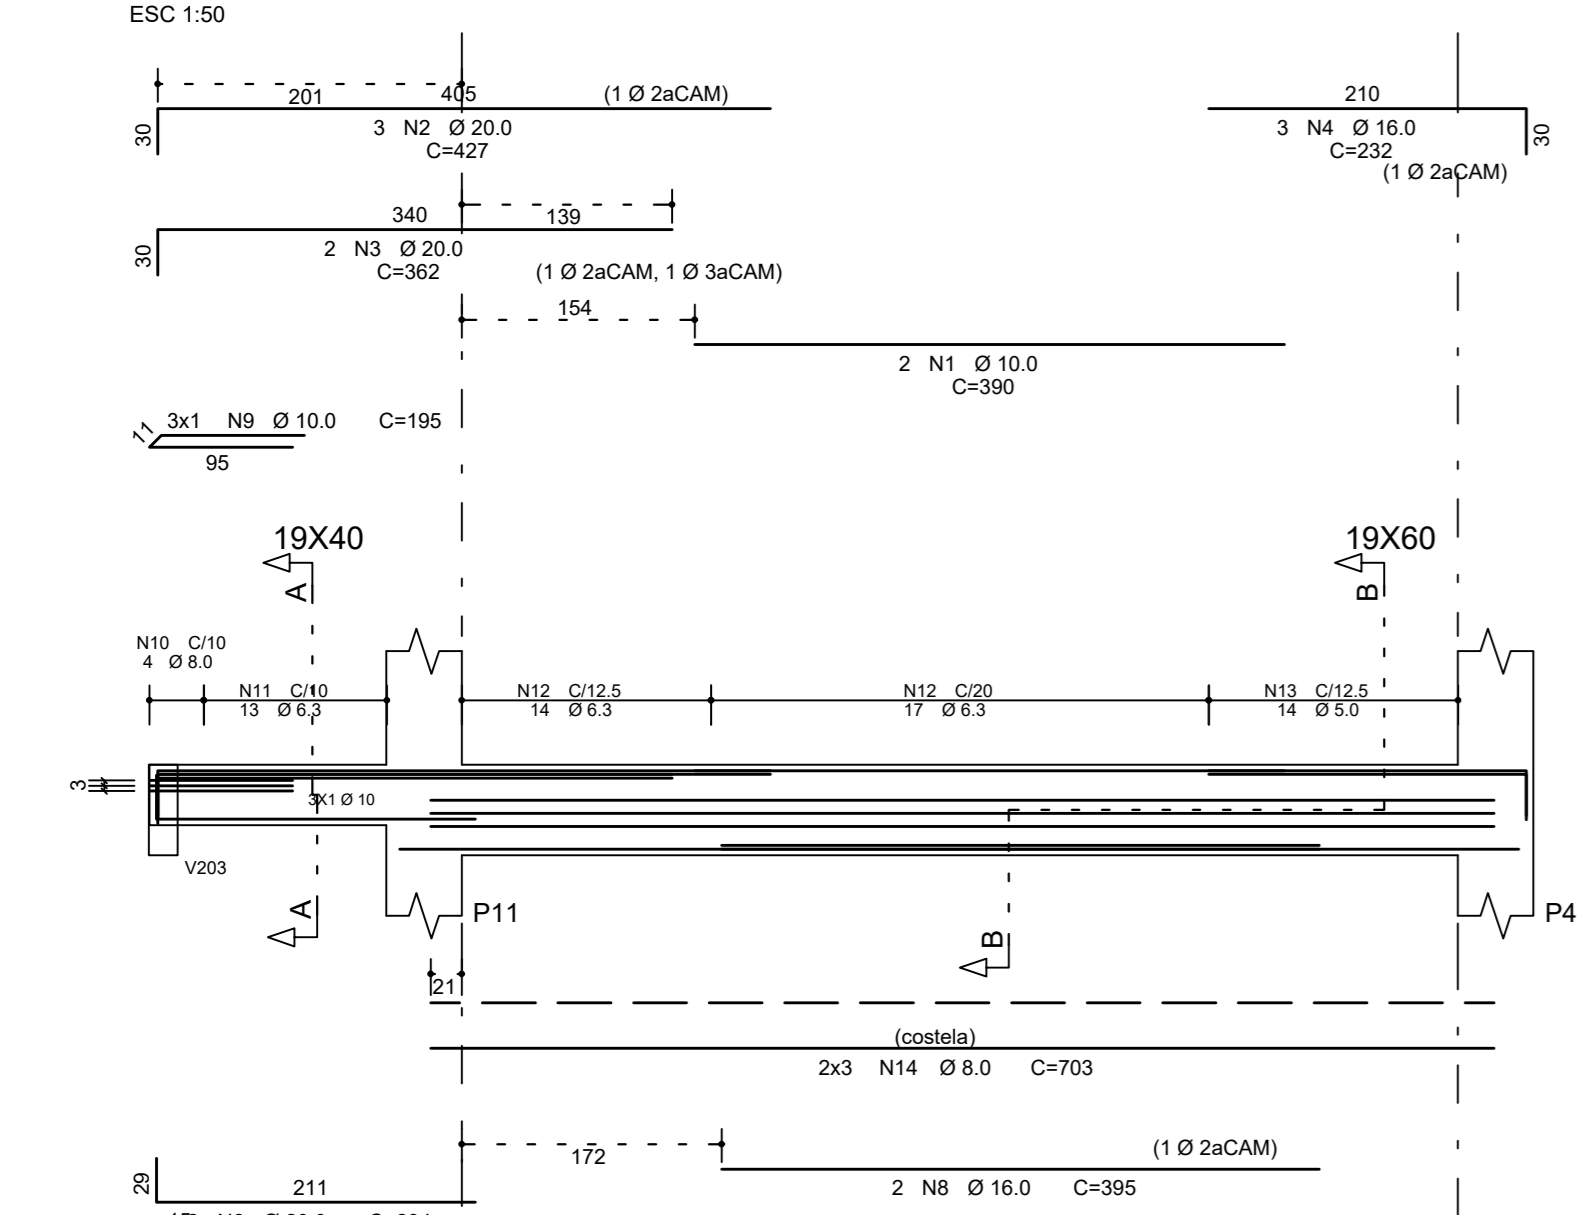 ESC 1:50
201 405 (1 Ø 2aCAM) 210
30 3 N2 Ø 20.0 3 N4 Ø 16.0 30
C=427 C=232
(1 Ø 2aCAM)
340 139
30 2 N3 Ø 20.0
C=362 (1 Ø 2aCAM, 1 Ø 3aCAM)
154
2 N1 Ø 10.0
C=390
11 3x1 N9 Ø 10.0 C=195
95
19X40 19X60
A B
N10 C/10
4 Ø 8.0
N11 C/10 N12 C/12.5 N12 C/20 N13 C/12.5
13 Ø 6.3 14 Ø 6.3 17 Ø 6.3 14 Ø 5.0
3
3X1 Ø 10
V203
A P11 P4
B
21
(costela)
2x3 N14 Ø 8.0 C=703
172 (1 Ø 2aCAM)
29 211 2 N8 Ø 16.0 C=395